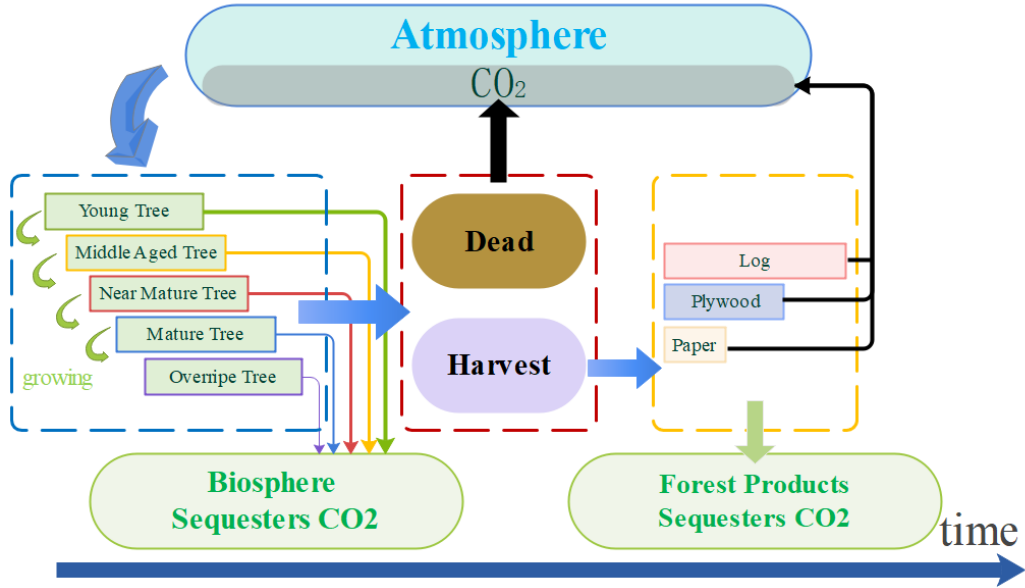 Atmosphere
CO2
Young Tree
Middle Aged Tree
Near Mature Tree
Mature Tree
Overripe Tree
growing
Dead
Harvest
Log
Plywood
Paper
Biosphere
Sequesters CO2
Forest Products
Sequesters CO2
time